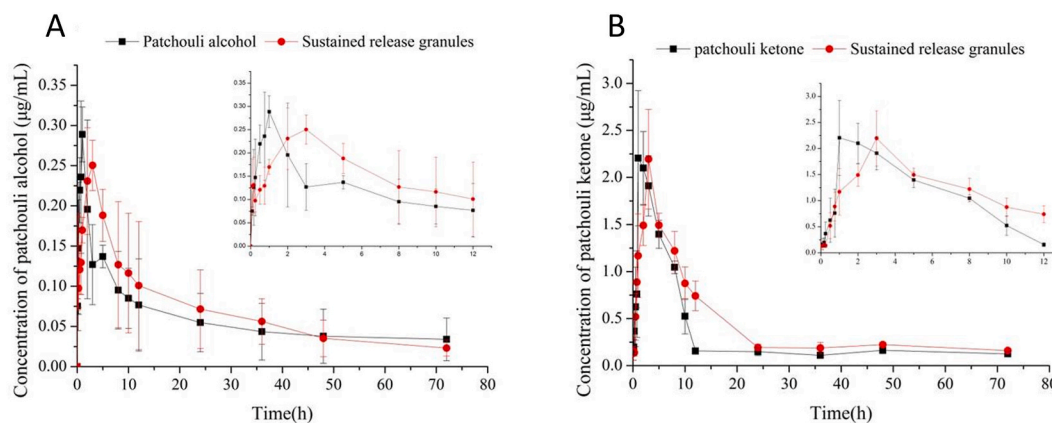 A
Patchouli alcohol
Sustained release granules
Concentration of patchouli alcohol (μg/mL)
0.35
0.30
0.25
0.20
0.15
0.10
0.05
0.00
0 10 20 30 40 50 60 70 80
Time(h)
0.35
0.30
0.25
0.20
0.15
0.10
0.05
0.00
0 2 4 6 8 10 12
B
patchouli ketone
Sustained release granules
Concentration of patchouli ketone (μg/mL)
3.0
2.5
2.0
1.5
1.0
0.5
0.0
0 10 20 30 40 50 60 70 80
Time(h)
3.0
2.5
2.0
1.5
1.0
0.5
0.0
0 2 4 6 8 10 12